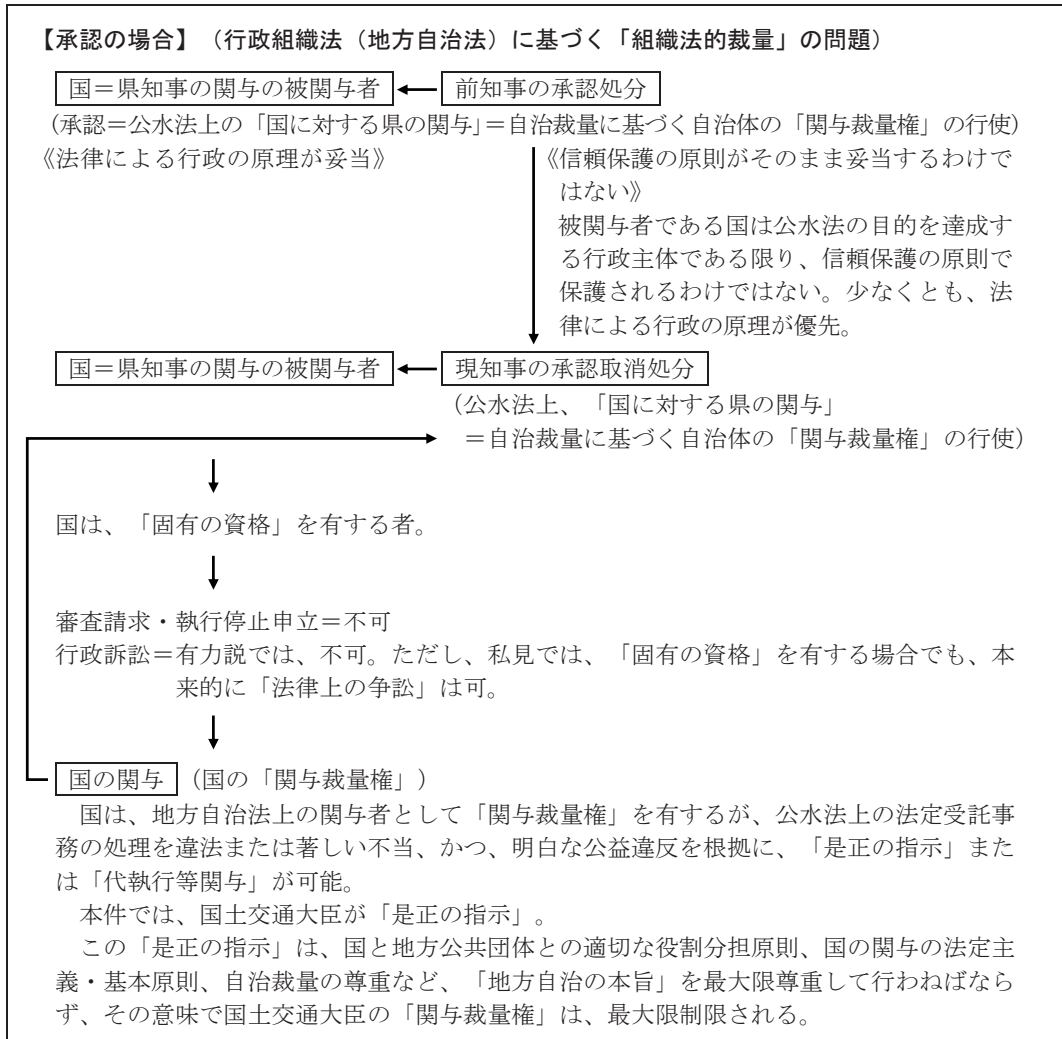 【承認の場合】（行政組織法（地方自治法）に基づく「組織法的裁量」の問題）
国＝県知事の関与の被関与者　前知事の承認処分
（承認＝公水法上の「国に対する県の関与」＝自治裁量に基づく自治体の「関与裁量権」の行使）
《法律による行政の原理が妥当》　《信頼保護の原則がそのまま妥当するわけで
はない》
被関与者である国は公水法の目的を達成す
る行政主体である限り、信頼保護の原則で
保護されるわけではない。少なくとも、法
律による行政の原理が優先。
国＝県知事の関与の被関与者　現知事の承認取消処分
（公水法上、「国に対する県の関与」
＝自治裁量に基づく自治体の「関与裁量権」の行使）
国は、「固有の資格」を有する者。
審査請求・執行停止申立＝不可
行政訴訟＝有力説では、不可。ただし、私見では、「固有の資格」を有する場合でも、本
来的に「法律上の争訟」は可。
国の関与（国の「関与裁量権」）
国は、地方自治法上の関与者として「関与裁量権」を有するが、公水法上の法定受託事
務の処理を違法または著しい不当、かつ、明白な公益違反を根拠に、「是正の指示」また
は「代執行等関与」が可能。
本件では、国土交通大臣が「是正の指示」。
この「是正の指示」は、国と地方公共団体との適切な役割分担原則、国の関与の法定主
義・基本原則、自治裁量の尊重など、「地方自治の本旨」を最大限尊重して行わねばなら
ず、その意味で国土交通大臣の「関与裁量権」は、最大限制限される。